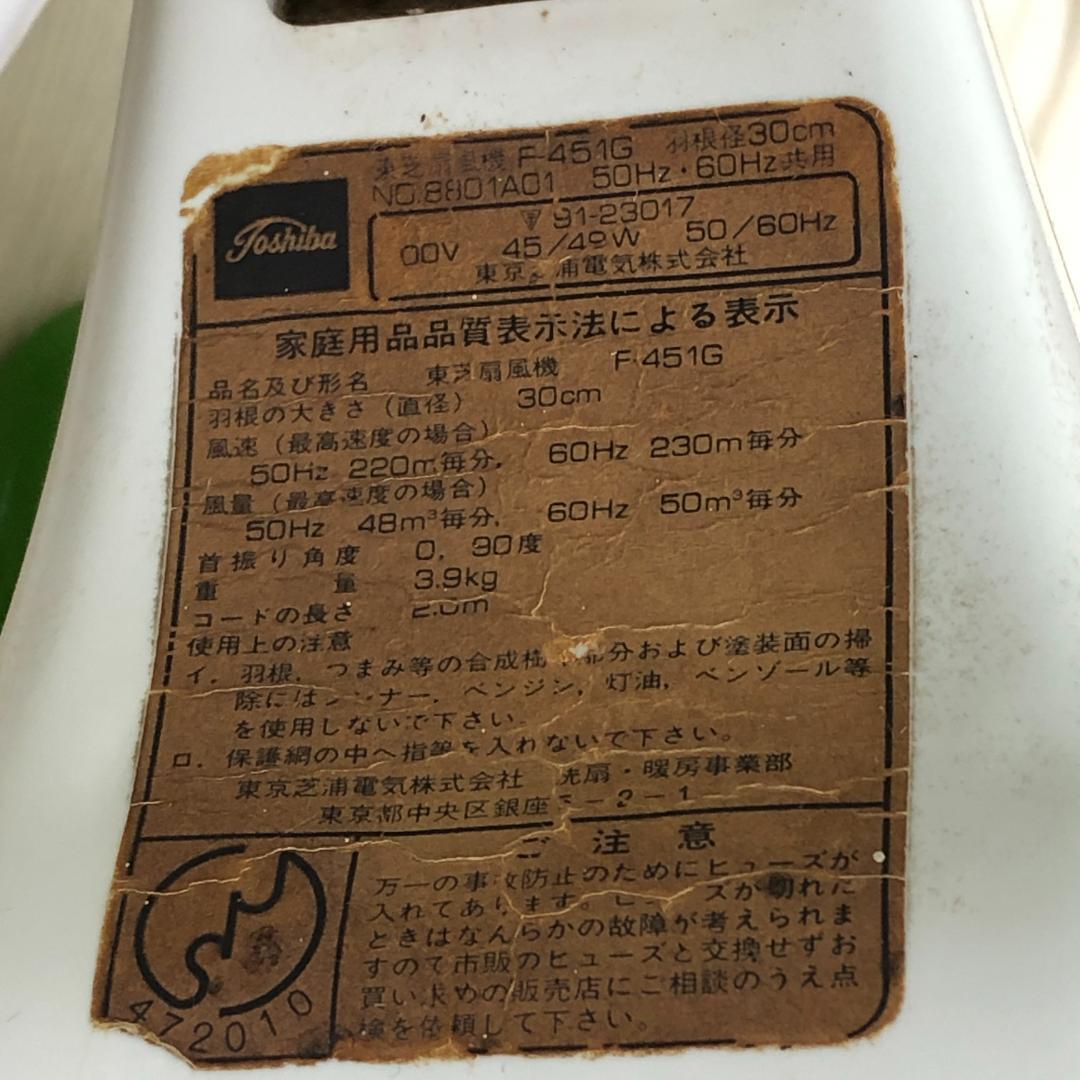 東芝扇風機 F-451G 羽根径30cm
NO.8801A01 50Hz・60Hz共用
Toshiba
91-23017
00V 45/49W 50/60Hz
東京芝浦電気株式会社
家庭用品品質表示法による表示
品名及び形名 東芝扇風機 F-451G
羽根の大きさ（直径） 30cm
風速（最高速度の場合）
50Hz 220m毎分, 60Hz 230m毎分
風量（最高速度の場合）
50Hz 48m³毎分, 60Hz 50m³毎分
首振り角度 0, 90度
重量 3.9kg
コードの長さ 2.0m
使用上の注意
イ. 羽根, つまみ等の合成樹 部分および塗装面の掃
除にはシンナー, ベンジン, 灯油, ベンゾール等
を使用しないで下さい.
ロ. 保護網の中へ指等を入れないで下さい。
東京芝浦電気株式会社 洗扇・暖房事業部
東京都中央区銀座5-2-1
ご注意
万一の事故防止のためにヒューズが
入れてあります。ヒューズが切れた
ときはなんらかの故障が考えられま
すので市販のヒューズと交換せずお
買い求めの販売店にご相談のうえ点
検を依頼して下さい。
472010